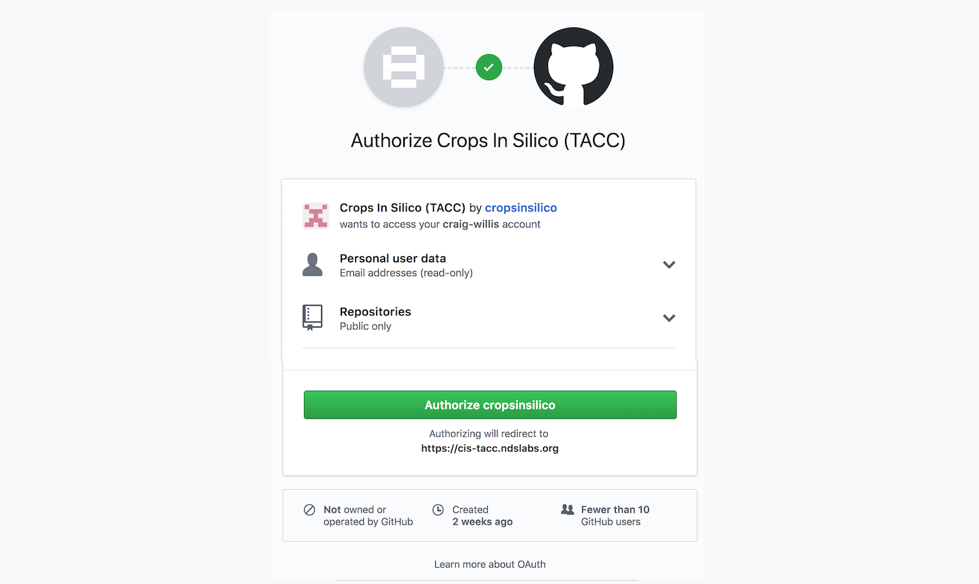 Authorize Crops In Silico (TACC)
Crops In Silico (TACC) by cropsinsilico
wants to access your craig-willis account
Personal user data
Email addresses (read-only)
Repositories
Public only
Authorize cropsinsilico
Authorizing will redirect to
https://cis-tacc.ndslabs.org
Not owned or
operated by GitHub
Created
2 weeks ago
Fewer than 10
GitHub users
Learn more about OAuth